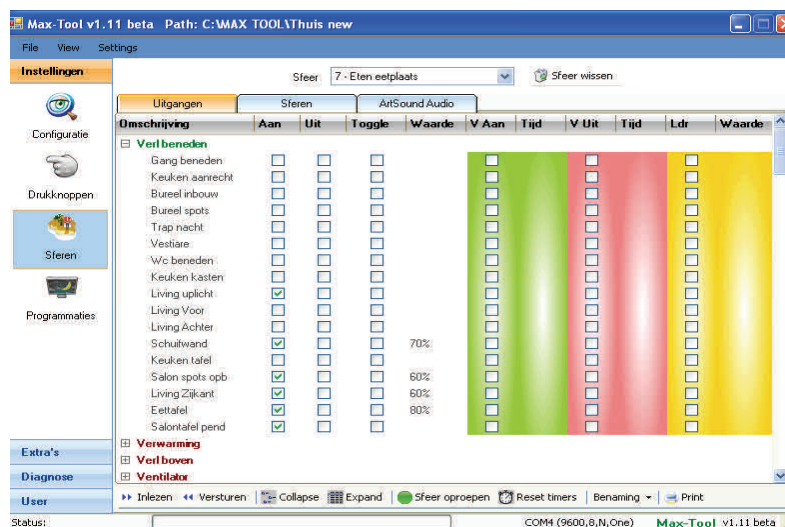 Max-Tool v1.11 beta Path: C:\MAX TOOL\Thuis new
File View Settings
Instellingen
Configuratie
Drukknoppen
Sferen
Programmaties
Extra's
Diagnose
User
Sfeer 7 - Eten eetplaats Sfeer wissen
Uitgangen Sferen ArtSound Audio
Omschrijving Aan Uit Toggle Waarde V Aan Tijd V Uit Tijd Ldr Waarde
Verl beneden
Gang beneden
Keuken aanrecht
Bureel inbouw
Bureel spots
Trap nacht
Vestiare
Wc beneden
Keuken kasten
Living uplicht
Living Voor
Living Achter
Schuifwand 70%
Keuken tafel
Salon spots opb 60%
Living Zijkant 60%
Eettafel 80%
Salontafel pend
Verwarming
Verl boven
Ventilator
Inlezen Versturen Collapse Expand Sfeer oproepen Reset timers Benaming Print
Status: COM4 (9600,8,N,One) Max-Tool v1.11 beta